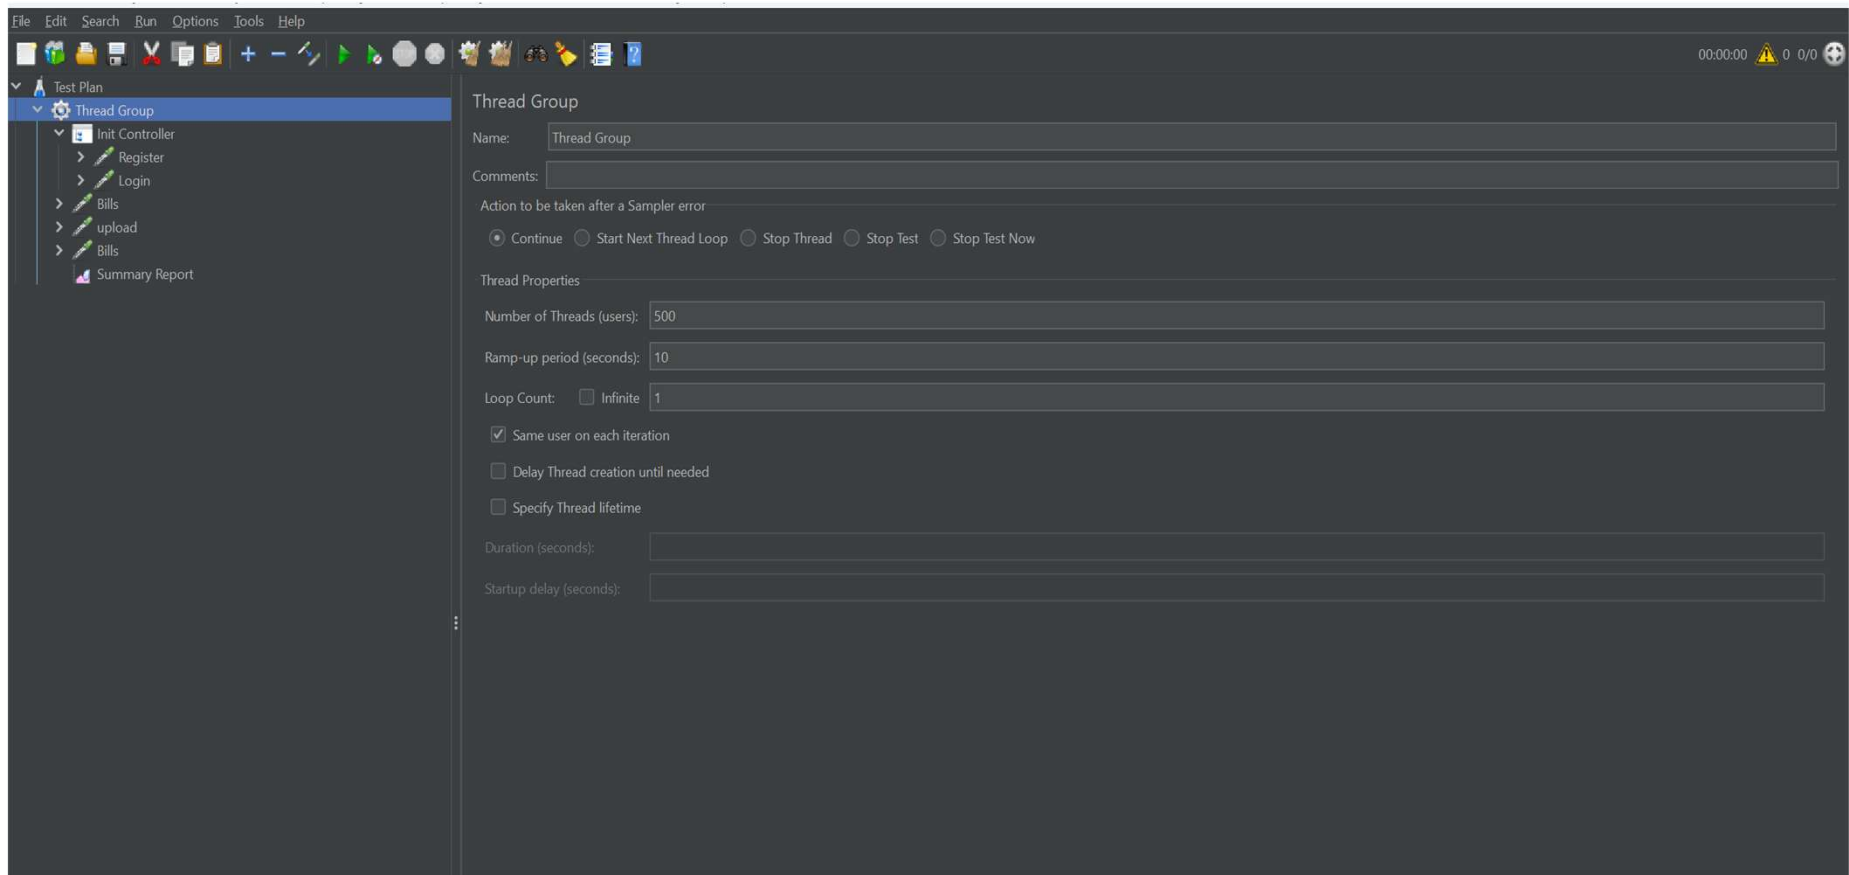 File Edit Search Run Options Tools Help
00:00:00 0 0/0
Test Plan
Thread Group
Init Controller
Register
Login
Bills
upload
Bills
Summary Report
Thread Group
Name: Thread Group
Comments:
Action to be taken after a Sampler error
Continue Start Next Thread Loop Stop Thread Stop Test Stop Test Now
Thread Properties
Number of Threads (users): 500
Ramp-up period (seconds): 10
Loop Count: Infinite 1
Same user on each iteration
Delay Thread creation until needed
Specify Thread lifetime
Duration (seconds):
Startup delay (seconds):